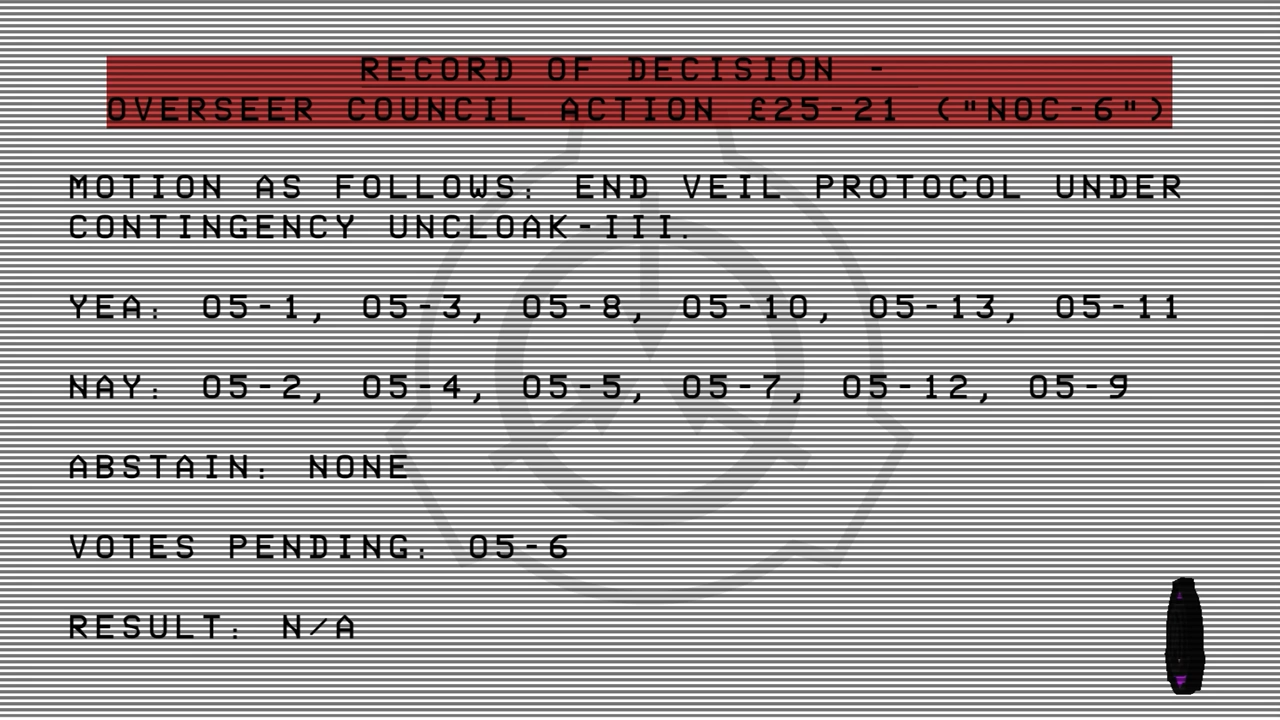 RECORD OF DECISION -
OVERSEER COUNCIL ACTION £25-21 ("NOC-6")
MOTION AS FOLLOWS: END VEIL PROTOCOL UNDER
CONTINGENCY UNCLOAK-III.
YEA: 05-1, 05-3, 05-8, 05-10, 05-13, 05-11
NAY: 05-2, 05-4, 05-5, 05-7, 05-12, 05-9
ABSTAIN: NONE
VOTES PENDING: 05-6
RESULT: N/A